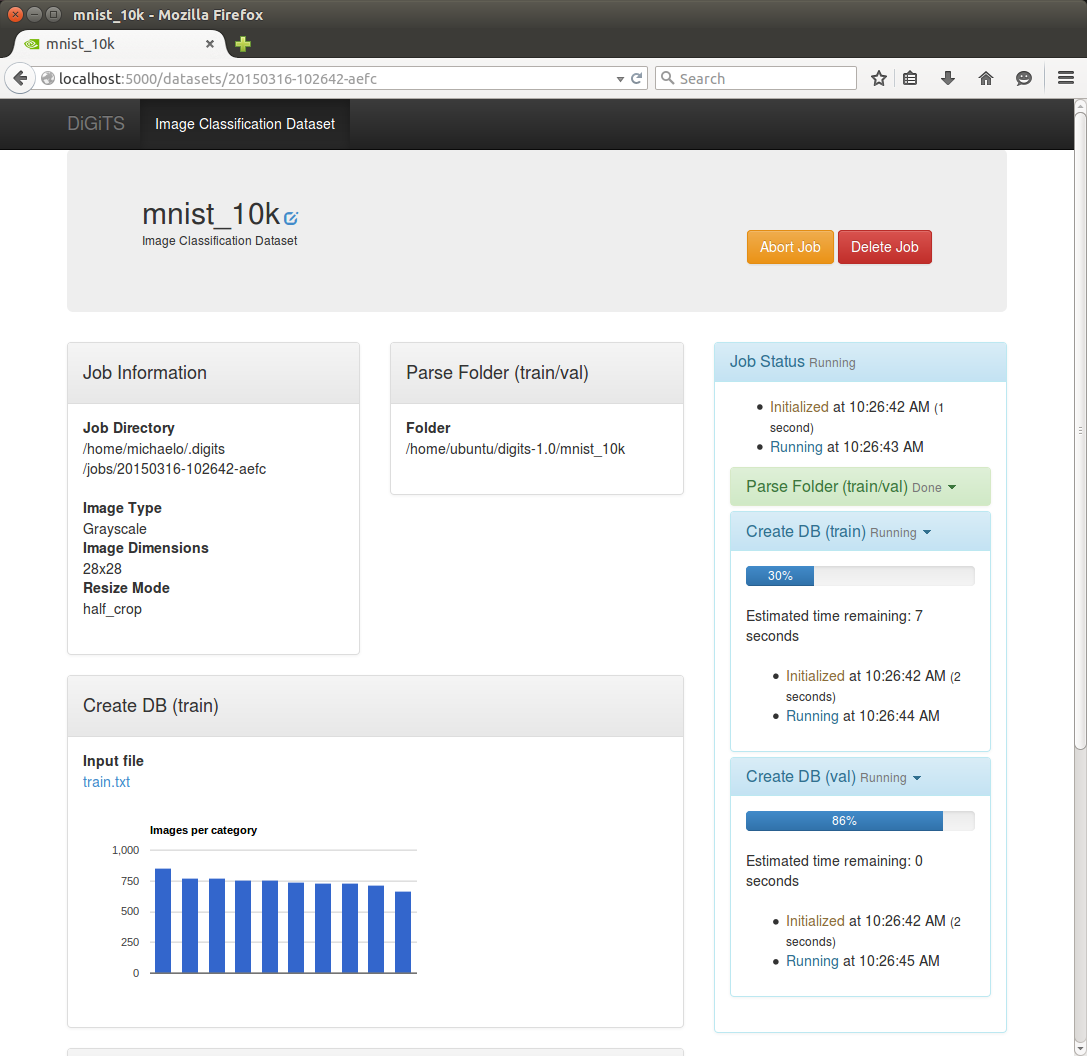 mnist_10k - Mozilla Firefox
mnist_10k
localhost:5000/datasets/20150316-102642-aefc
Search
DiGiTS
Image Classification Dataset
mnist_10k
Image Classification Dataset
Abort Job
Delete Job
Job Information
Job Directory
/home/michaelo/.digits
/jobs/20150316-102642-aefc
Image Type
Grayscale
Image Dimensions
28x28
Resize Mode
half_crop
Parse Folder (train/val)
Folder
/home/ubuntu/digits-1.0/mnist_10k
Create DB (train)
Input file
train.txt
Images per category
1,000
750
500
250
0
Job Status Running
Initialized at 10:26:42 AM (1
second)
Running at 10:26:43 AM
Parse Folder (train/val) Done
Create DB (train) Running
30%
Estimated time remaining: 7
seconds
Initialized at 10:26:42 AM (2
seconds)
Running at 10:26:44 AM
Create DB (val) Running
86%
Estimated time remaining: 0
seconds
Initialized at 10:26:42 AM (2
seconds)
Running at 10:26:45 AM